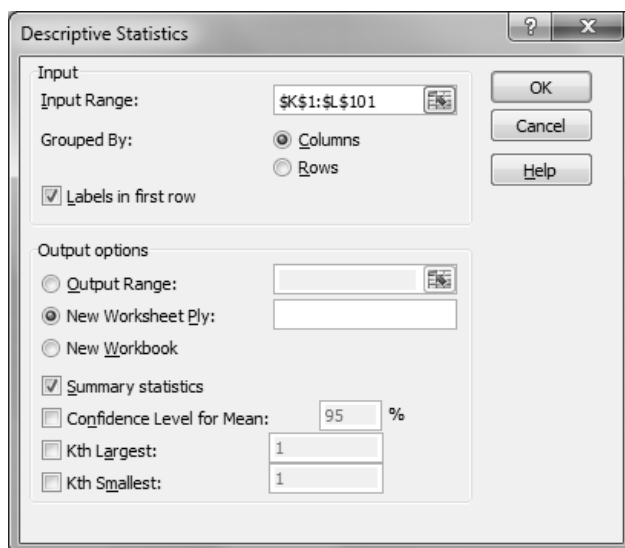 Descriptive Statistics
?
X
Input
Input Range:
$K$1:$L$101
Grouped By:
Columns
Rows
Labels in first row
OK
Cancel
Help
Output options
Output Range:
New Worksheet Ply:
New Workbook
Summary statistics
Confidence Level for Mean:
95 %
Kth Largest:
1
Kth Smallest:
1